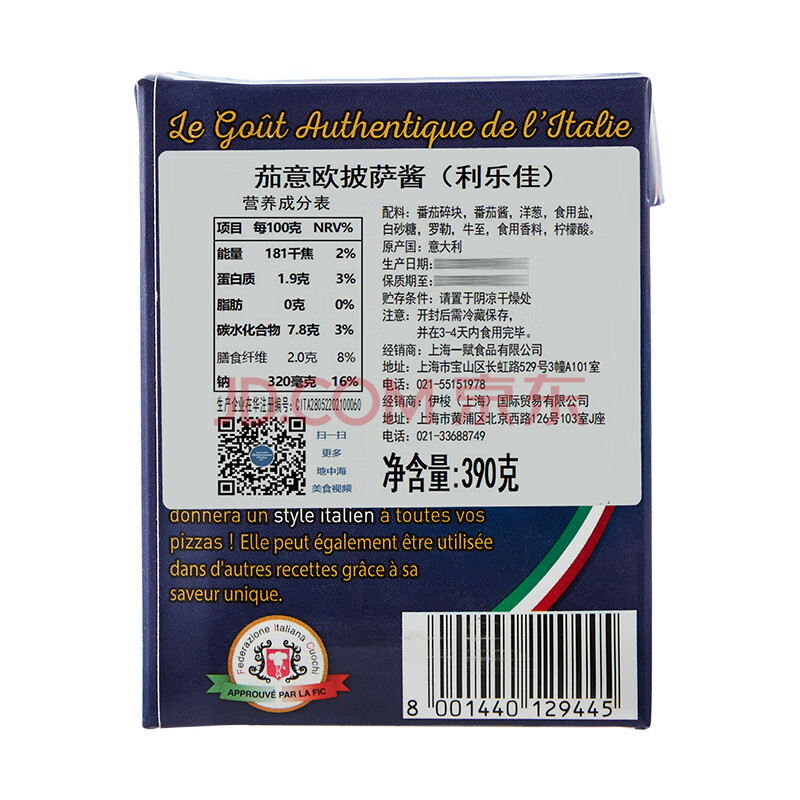 Le Goût Authentique de l'Italie
茄意欧披萨酱（利乐佳）
营养成分表
项目 每100克 NRV%
能量 181千焦 2%
蛋白质 1.9克 3%
脂肪 0克 0%
碳水化合物 7.8克 3%
膳食纤维 2.0克 8%
钠 320毫克 16%
生产企业在华注册编号：CITA28052202100060
扫一扫
更多
地中海
美食视频
配料：番茄碎块，番茄酱，洋葱，食用盐，
白砂糖，罗勒，牛至，食用香料，柠檬酸。
原产国：意大利
生产日期：
保质期至：
贮存条件：请置于阴凉干燥处
注意：开封后需冷藏保存，
并在3-4天内食用完毕。
经销商：上海一赋食品有限公司
地址：上海市宝山区长虹路529号3幢A101室
电话：021-55151978
经销商：伊梭（上海）国际贸易有限公司
地址：上海市黄浦区北京西路126号103室J座
电话：021-33688749
净含量:390克
JD.COM 京东
donnera un style italien à toutes vos
pizzas ! Elle peut également être utilisée
dans d'autres recettes grâce à sa
saveur unique.
Federazione Italiana Cuochi
APPROUVÉ PAR LA FIC
8 001440 129445